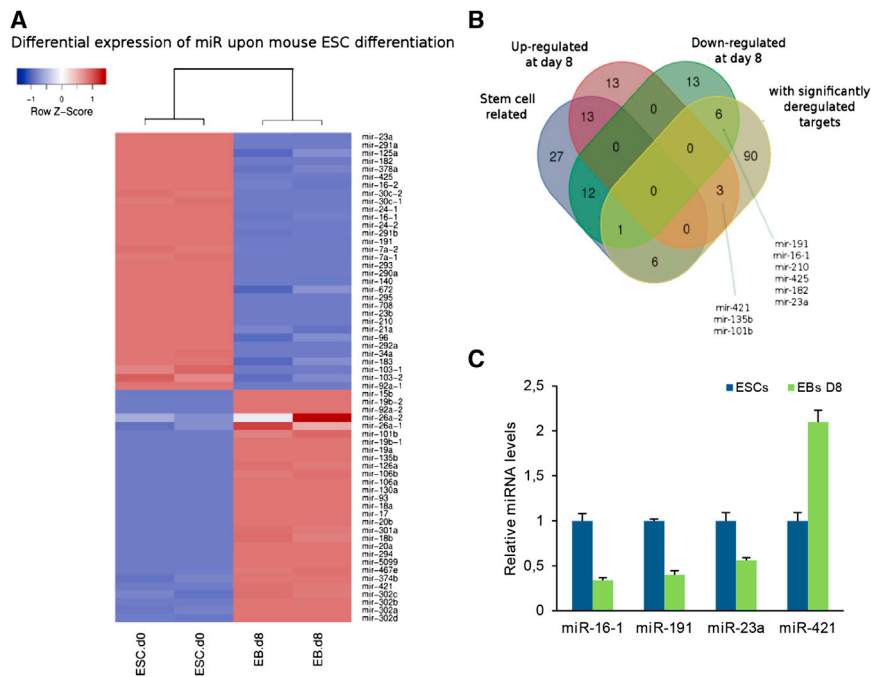 A
Differential expression of miR upon mouse ESC differentiation
-1 0 1
Row Z-Score
mir-23a
mir-291a
mir-125a
mir-182
mir-378a
mir-425
mir-16-2
mir-30c-2
mir-30c-1
mir-24-1
mir-16-1
mir-24-2
mir-291b
mir-191
mir-7a-2
mir-7a-1
mir-293
mir-290a
mir-140
mir-672
mir-295
mir-708
mir-23b
mir-210
mir-21a
mir-96
mir-292a
mir-34a
mir-183
mir-103-1
mir-103-2
mir-92a-1
mir-15b
mir-19b-2
mir-92a-2
mir-26a-2
mir-26a-1
mir-101b
mir-19b-1
mir-19a
mir-135b
mir-126a
mir-106b
mir-106a
mir-130a
mir-93
mir-18a
mir-17
mir-20b
mir-301a
mir-18b
mir-20a
mir-294
mir-5099
mir-467e
mir-374b
mir-421
mir-302c
mir-302b
mir-302a
mir-302d
ESC.d0
ESC.d0
EB.d8
EB.d8
B
Up-regulated
at day 8
Down-regulated
at day 8
Stem cell
related
with significantly
deregulated
targets
13
13
13
0
6
27
0
0
90
12
0
3
1
0
6
mir-191
mir-16-1
mir-210
mir-425
mir-182
mir-23a
mir-421
mir-135b
mir-101b
C
Relative miRNA levels
2,5
2
1,5
1
0,5
0
ESCs
EBs D8
miR-16-1
miR-191
miR-23a
miR-421